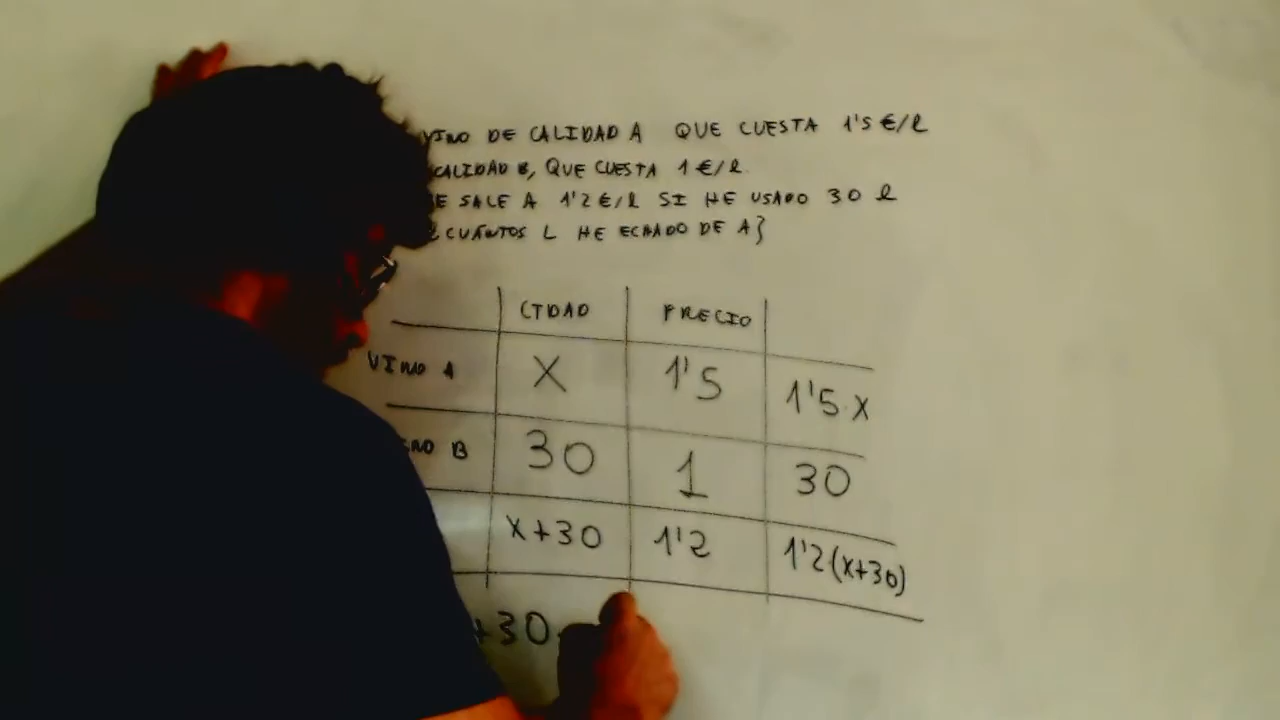 VINO DE CALIDAD A QUE CUESTA 1'5 €/l
CALIDAD B, QUE CUESTA 1 €/l.
SALE A 1'2 €/l SI HE USADO 30 l
CUÁNTOS L HE ECHADO DE A}
CTDAD PRECIO
VINO A X 1'5 1'5·X
B 30 1 30
X+30 1'2 1'2(X+30)
+30